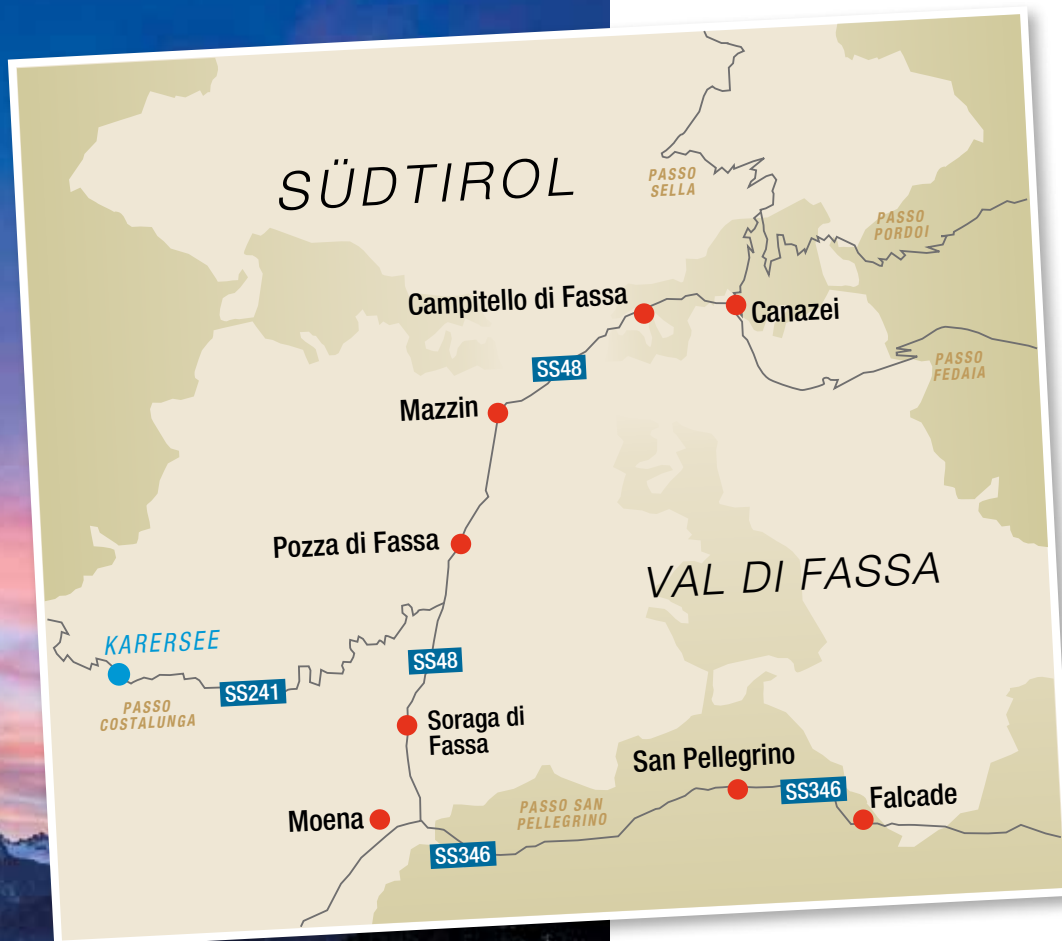 SÜDTIROL
PASSO
SELLA
PASSO
PORDOI
Campitello di Fassa
Canazei
SS48
PASSO
FEDAIA
Mazzin
Pozza di Fassa
VAL DI FASSA
KARERSEE
SS48
SS241
PASSO
COSTALUNGA
Soraga di
Fassa
San Pellegrino
SS346
Falcade
Moena
PASSO SAN
PELLEGRINO
SS346